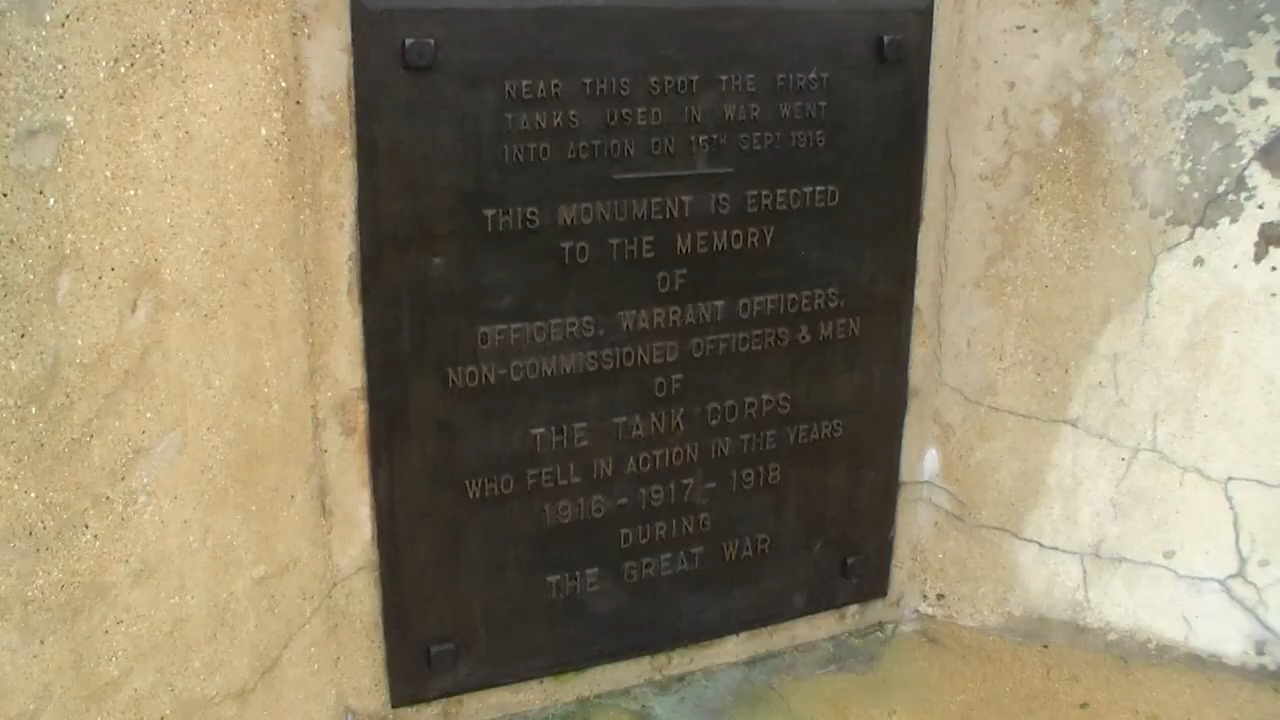 NEAR THIS SPOT THE FIRST
TANKS USED IN WAR WENT
INTO ACTION ON 15TH SEPT 1916
THIS MONUMENT IS ERECTED
TO THE MEMORY
OF
OFFICERS, WARRANT OFFICERS,
NON-COMMISSIONED OFFICERS & MEN
OF
THE TANK CORPS
WHO FELL IN ACTION IN THE YEARS
1916 - 1917 - 1918
DURING
THE GREAT WAR